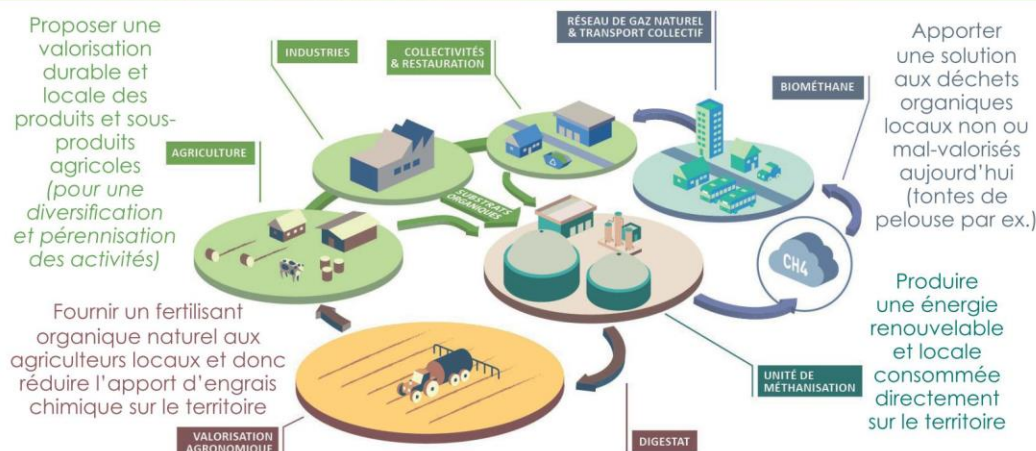 Proposer une
valorisation
durable et
locale des
produits et sous-
produits
agricoles
(pour une
diversification
et pérennisation
des activités)
INDUSTRIES
COLLECTIVITÉS
& RESTAURATION
RÉSEAU DE GAZ NATUREL
& TRANSPORT COLLECTIF
BIOMÉTHANE
Apporter
une solution
aux déchets
organiques
locaux non ou
mal-valorisés
aujourd'hui
(tontes de
pelouse par ex.)
AGRICULTURE
SUBSTRATS
ORGANIQUES
CH4
Fournir un fertilisant
organique naturel aux
agriculteurs locaux et donc
réduire l'apport d'engrais
chimique sur le territoire
Produire
une énergie
renouvelable
et locale
consommée
directement
sur le territoire
UNITÉ DE
MÉTHANISATION
VALORISATION
AGRONOMIQUE
DIGESTAT